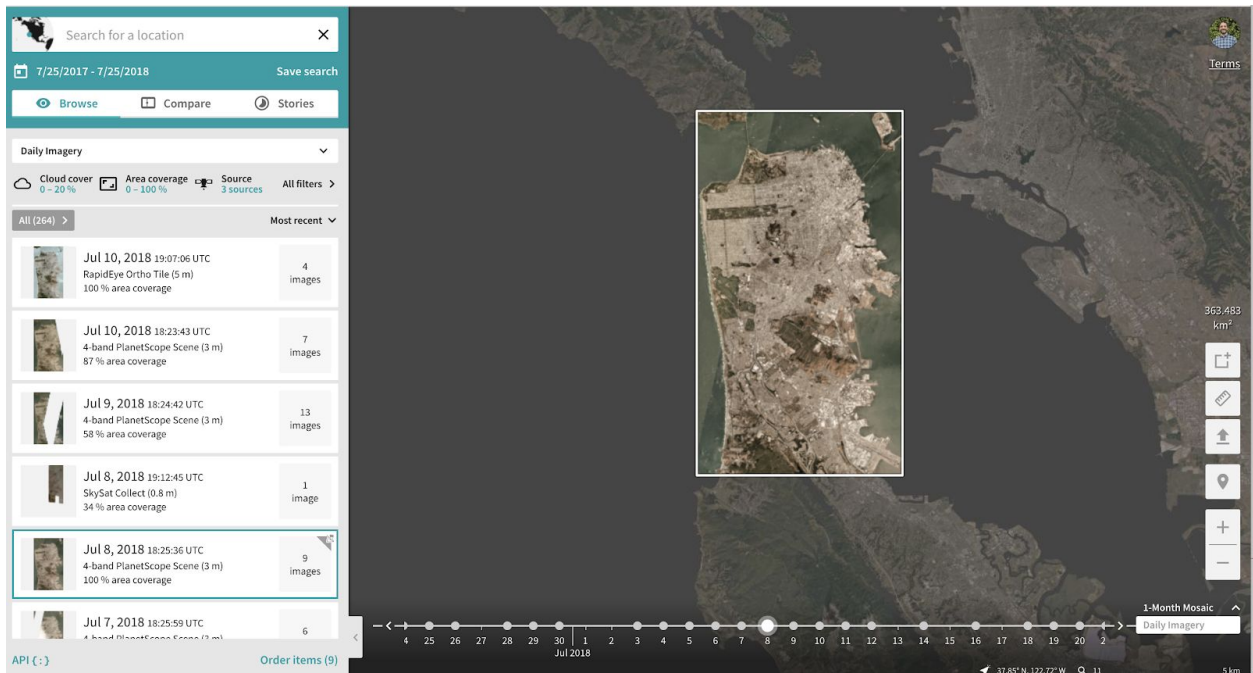 Search for a location
7/25/2017 - 7/25/2018 Save search
Browse Compare Stories
Daily Imagery
Cloud cover Area coverage Source All filters
0 – 20 % 0 – 100 % 3 sources
All (264) Most recent
Jul 10, 2018 19:07:06 UTC
RapidEye Ortho Tile (5 m)
100 % area coverage
4
images
Jul 10, 2018 18:23:43 UTC
4-band PlanetScope Scene (3 m)
87 % area coverage
7
images
Jul 9, 2018 18:24:42 UTC
4-band PlanetScope Scene (3 m)
58 % area coverage
13
images
Jul 8, 2018 19:12:45 UTC
SkySat Collect (0.8 m)
34 % area coverage
1
image
Jul 8, 2018 18:25:36 UTC
4-band PlanetScope Scene (3 m)
100 % area coverage
9
images
Jul 7, 2018 18:25:59 UTC
4-band PlanetScope Scene (3 m)
6
API {:} Order items (9)
Terms
363.483
km²
1-Month Mosaic
Daily Imagery
4 25 26 27 28 29 30 1 2 3 4 5 6 7 8 9 10 11 12 13 14 15 16 17 18 19 20 2
Jul 2018
37.85° N, 122.72° W 11 5 km